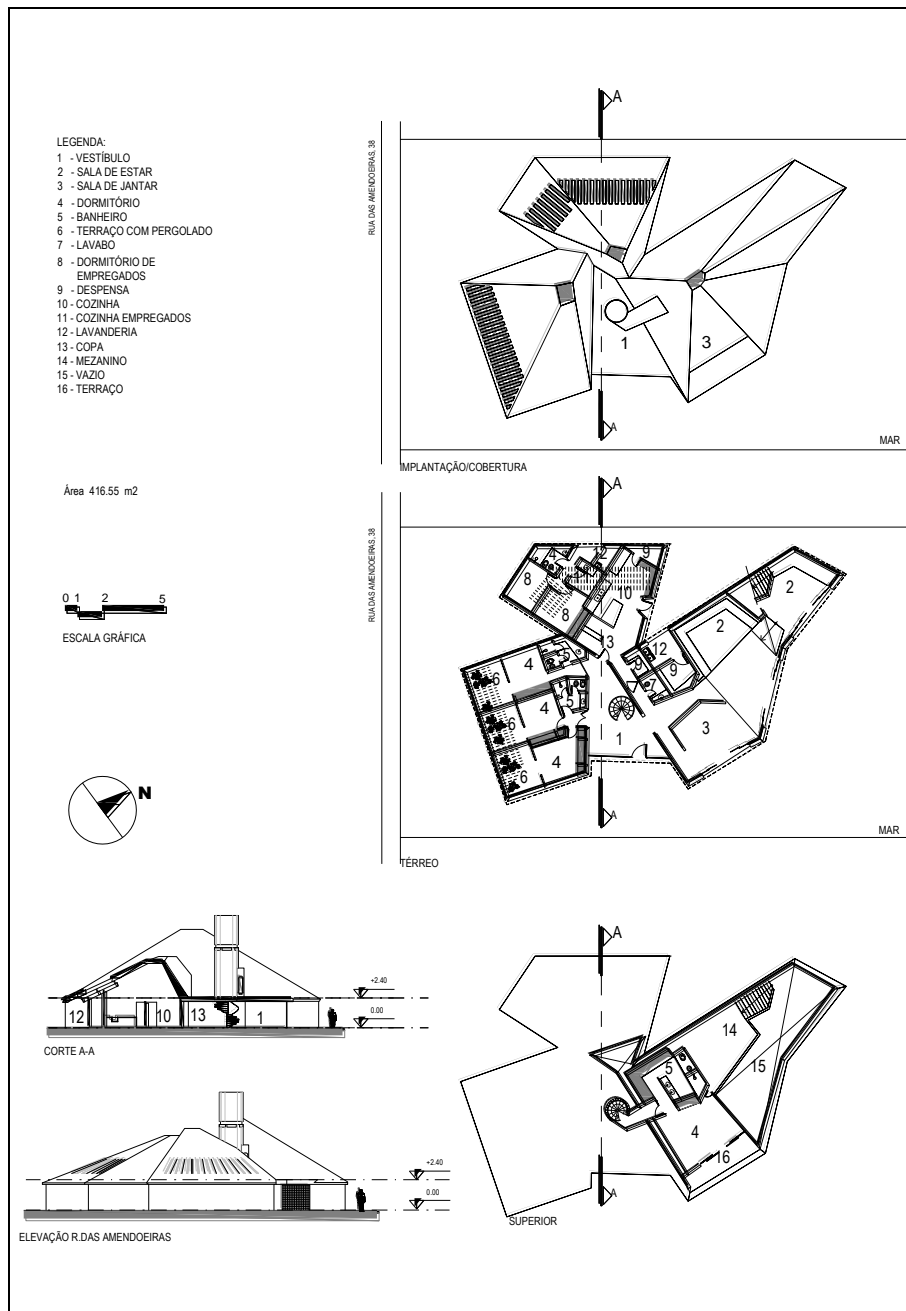 LEGENDA:
1 - VESTÍBULO
2 - SALA DE ESTAR
3 - SALA DE JANTAR
4 - DORMITÓRIO
5 - BANHEIRO
6 - TERRAÇO COM PERGOLADO
7 - LAVABO
8 - DORMITÓRIO DE
EMPREGADOS
9 - DESPENSA
10 - COZINHA
11 - COZINHA EMPREGADOS
12 - LAVANDERIA
13 - COPA
14 - MEZANINO
15 - VAZIO
16 - TERRAÇO
Área 416.55 m2
0 1 2 5
ESCALA GRÁFICA
N
A
RUA DAS AMENDOEIRAS, 38
1
3
A
MAR
IMPLANTAÇÃO/COBERTURA
A
RUA DAS AMENDOEIRAS, 38
4
12
9
8
10
8
13
2
2
12
9
9
7
5
4
6
5
4
6
4
6
1
3
A
MAR
TÉRREO
12
10
13
1
+2.40
0.00
CORTE A-A
+2.40
0.00
ELEVAÇÃO R.DAS AMENDOEIRAS
A
14
5
15
4
16
A
SUPERIOR